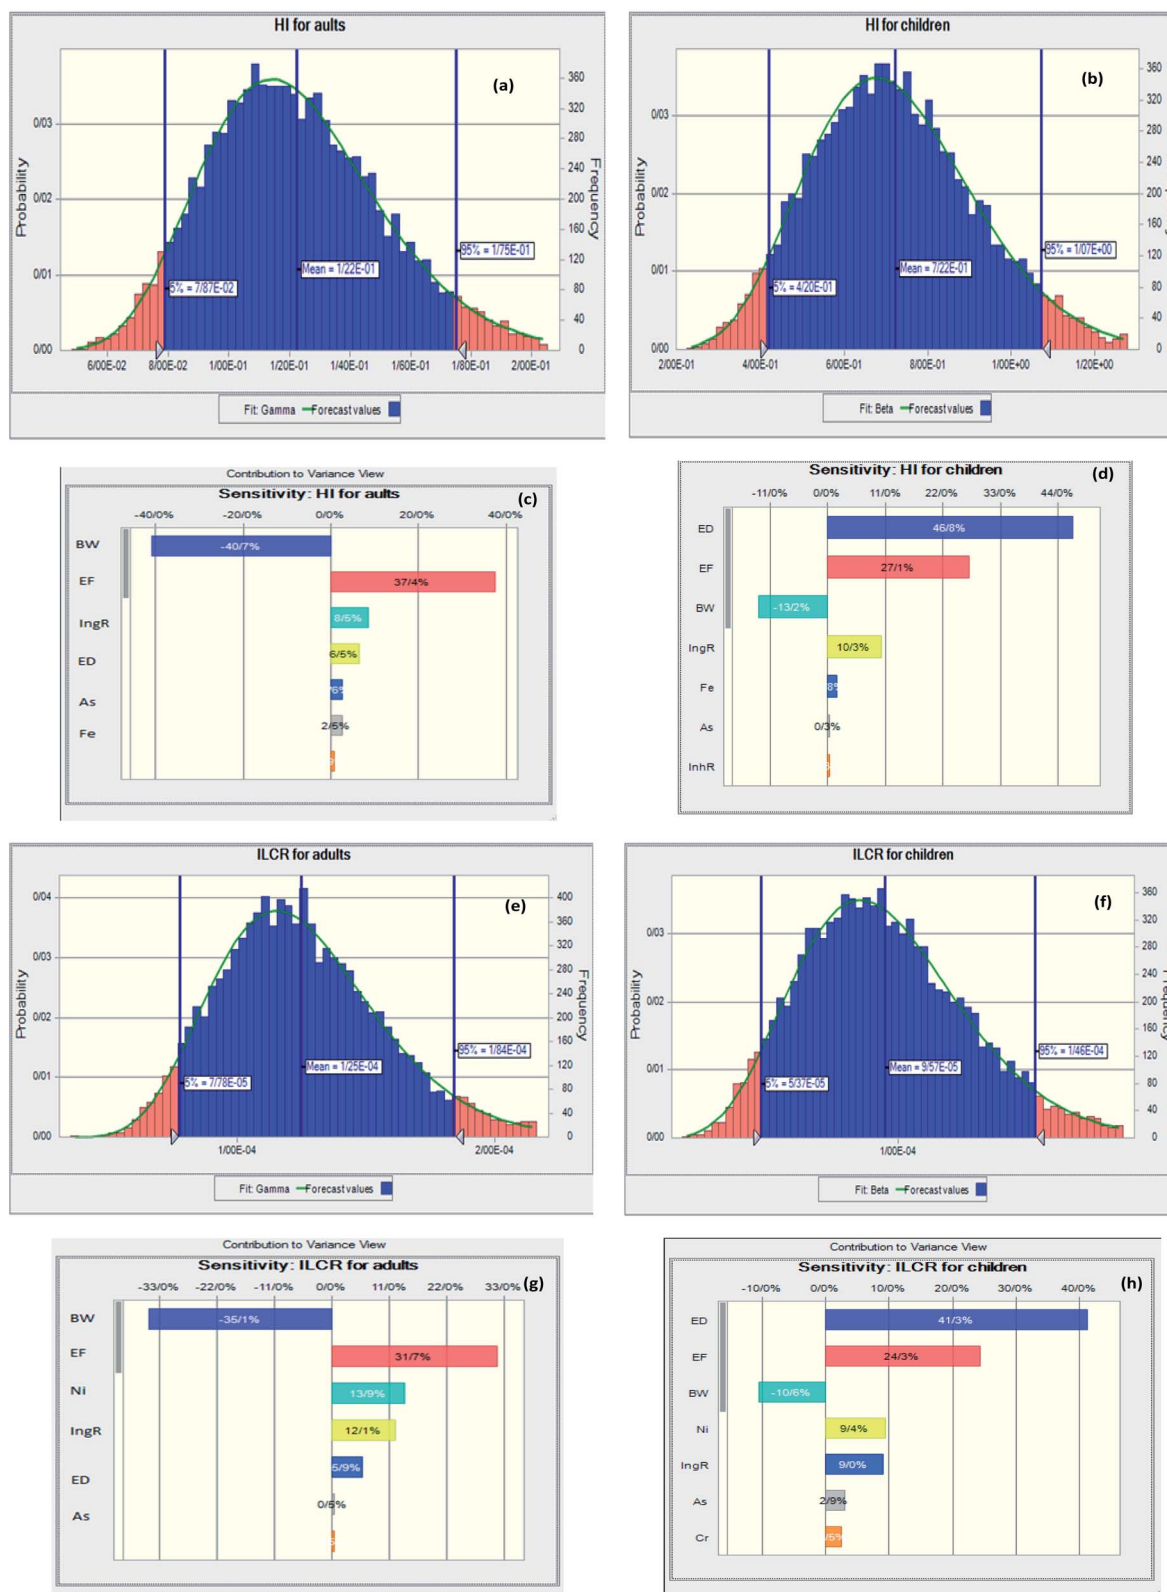 HI for aults
(a)
Probability
Frequency
0/03
0/02
0/01
0/00
360
320
280
240
200
160
120
80
40
0
95% = 1/75E-01
Mean = 1/22E-01
5% = 7/87E-02
6/00E-02 8/00E-02 1/00E-01 1/20E-01 1/40E-01 1/60E-01 1/80E-01 2/00E-01
Fit: Gamma Forecast values
HI for children
(b)
Probability
0/03
0/02
0/01
0/00
360
320
280
240
200
160
120
80
40
0
95% = 1/07E+00
Mean = 7/22E-01
5% = 4/20E-01
2/00E-01 4/00E-01 6/00E-01 8/00E-01 1/00E+00 1/20E+00
Fit: Beta Forecast values
Contribution to Variance View
Sensitivity: HI for aults
(c)
-40/0% -20/0% 0/0% 20/0% 40/0%
BW -40/7%
EF 37/4%
IngR 8/5%
ED 6/5%
As
Fe 2/5%
Sensitivity: HI for children
(d)
-11/0% 0/0% 11/0% 22/0% 33/0% 44/0%
ED 46/8%
EF 27/1%
BW -13/2%
IngR 10/3%
Fe
As 0/3%
InhR
ILCR for adults
(e)
Probability
Frequency
0/04
0/03
0/02
0/01
0/00
400
360
320
280
240
200
160
120
80
40
0
95% = 1/84E-04
Mean = 1/25E-04
5% = 7/78E-05
1/00E-04 2/00E-04
Fit: Gamma Forecast values
ILCR for children
(f)
Probability
0/03
0/02
0/01
0/00
360
320
280
240
200
160
120
80
40
0
95% = 1/46E-04
Mean = 9/57E-05
5% = 5/37E-05
1/00E-04
Fit: Beta Forecast values
Contribution to Variance View
Sensitivity: ILCR for adults
(g)
-33/0% -22/0% -11/0% 0/0% 11/0% 22/0% 33/0%
BW -35/1%
EF 31/7%
Ni 13/9%
IngR 12/1%
ED 5/9%
As 0/5%
Contribution to Variance View
Sensitivity: ILCR for children
(h)
-10/0% 0/0% 10/0% 20/0% 30/0% 40/0%
ED 41/3%
EF 24/3%
BW -10/6%
Ni 9/4%
IngR 9/0%
As 2/9%
Cr